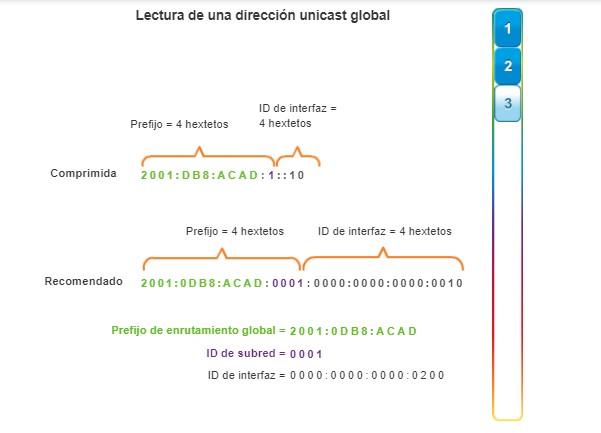 Lectura de una dirección unicast global
1
2
3
ID de interfaz =
4 hextetos
Prefijo = 4 hextetos
Comprimida 2001:DB8:ACAD:1::10
Prefijo = 4 hextetos ID de interfaz = 4 hextetos
Recomendado 2001:0DB8:ACAD:0001:0000:0000:0000:0010
Prefijo de enrutamiento global = 2001:0DB8:ACAD
ID de subred = 0001
ID de interfaz = 0000:0000:0000:0200